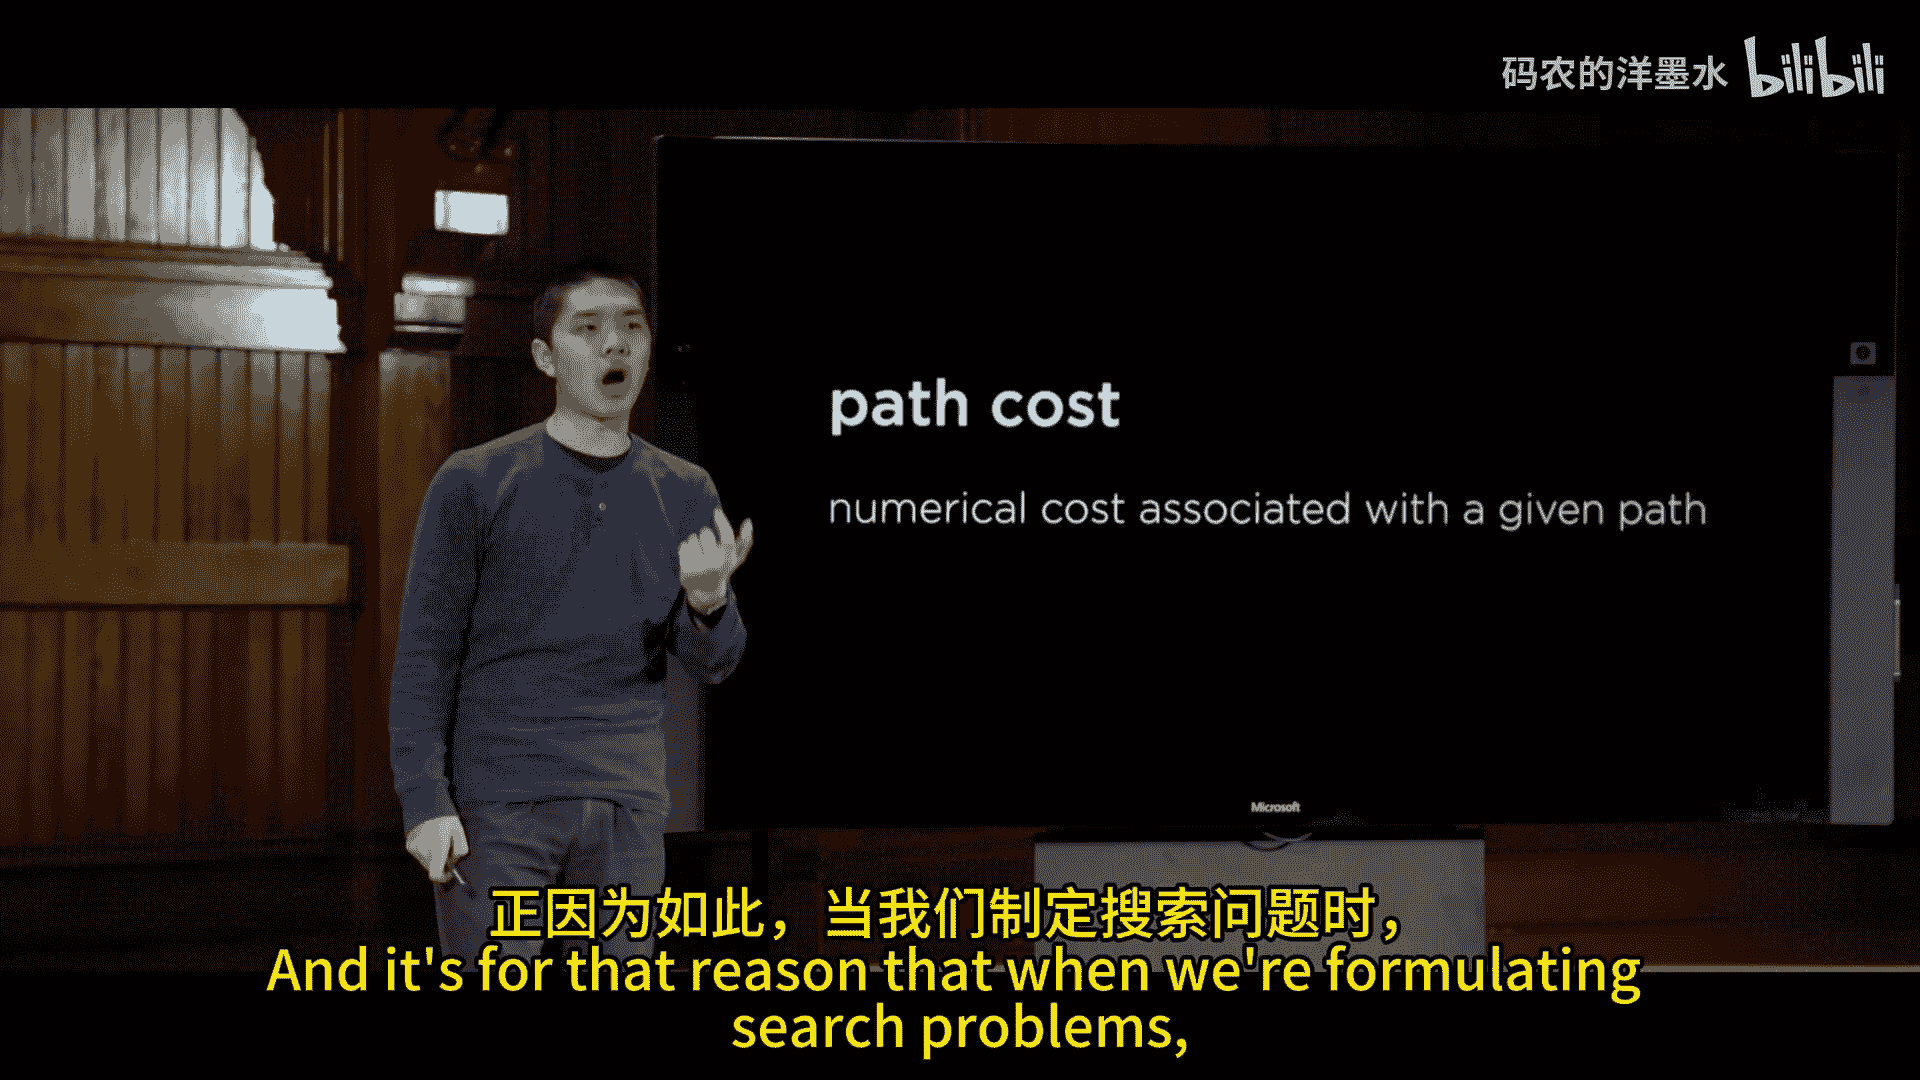 码农的洋墨水 bilibili
path cost
numerical cost associated with a given path
Microsoft
正因为如此，当我们制定搜索问题时，
And it's for that reason that when we're formulating
search problems,